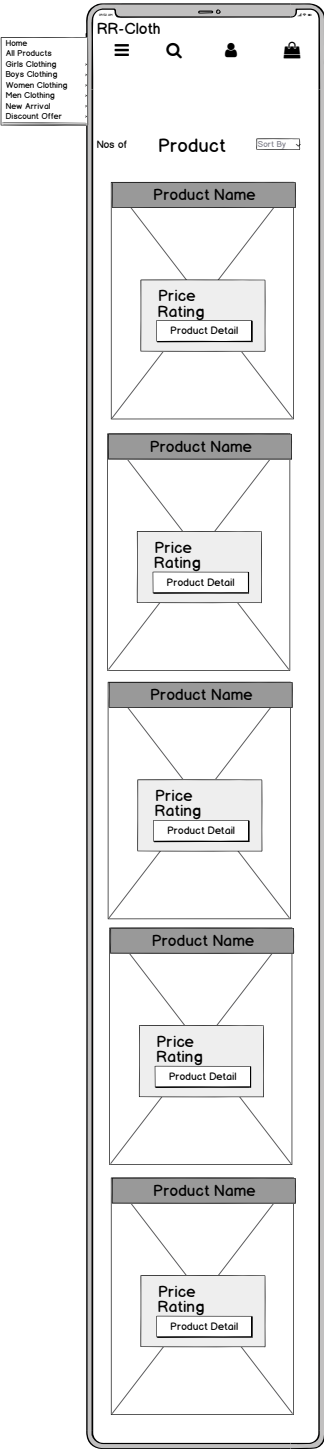 RR-Cloth
Home
All Products
Girls Clothing
Boys Clothing
Women Clothing
Men Clothing
New Arrival
Discount Offer
Nos of Product Sort By
Product Name
Price
Rating
Product Detail
Product Name
Price
Rating
Product Detail
Product Name
Price
Rating
Product Detail
Product Name
Price
Rating
Product Detail
Product Name
Price
Rating
Product Detail